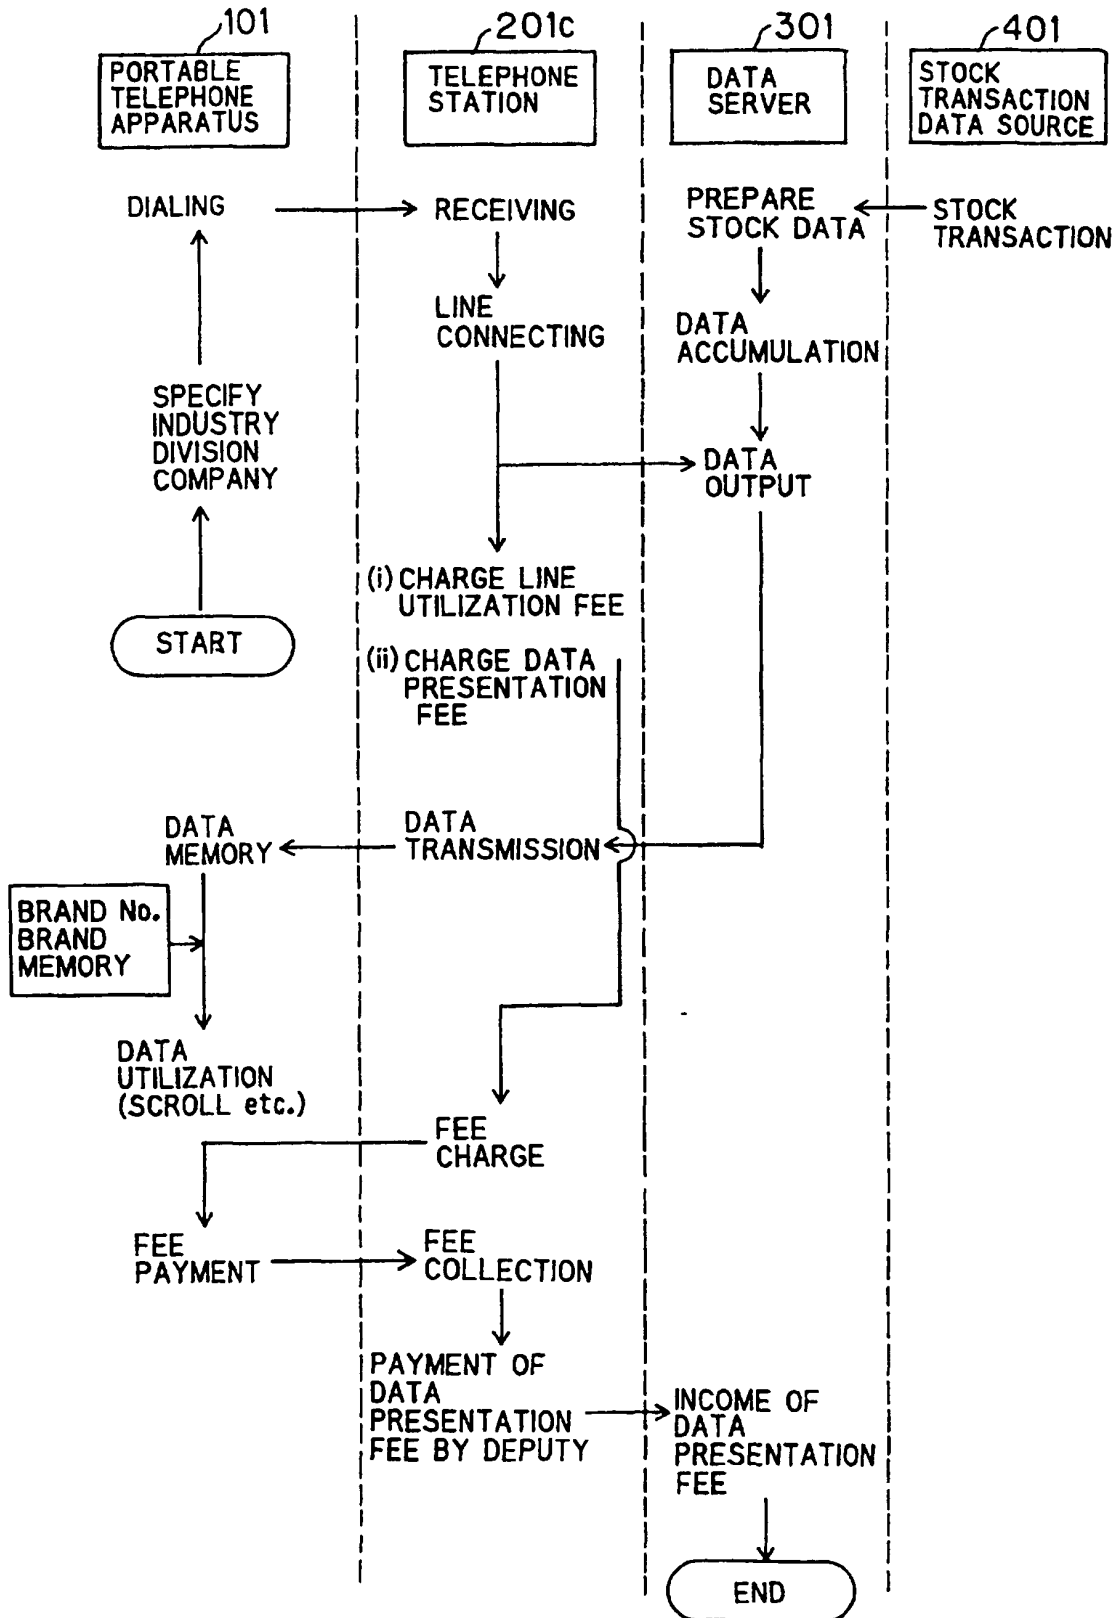 101
201c
301
401
PORTABLE
TELEPHONE
APPARATUS
TELEPHONE
STATION
DATA
SERVER
STOCK
TRANSACTION
DATA SOURCE
DIALING
RECEIVING
PREPARE
STOCK DATA
STOCK
TRANSACTION
LINE
CONNECTING
DATA
ACCUMULATION
SPECIFY
INDUSTRY
DIVISION
COMPANY
DATA
OUTPUT
(i) CHARGE LINE
UTILIZATION FEE
START
(ii) CHARGE DATA
PRESENTATION
FEE
DATA
MEMORY
DATA
TRANSMISSION
BRAND No.
BRAND
MEMORY
DATA
UTILIZATION
(SCROLL etc.)
FEE
CHARGE
FEE
PAYMENT
FEE
COLLECTION
PAYMENT OF
DATA
PRESENTATION
FEE BY DEPUTY
INCOME OF
DATA
PRESENTATION
FEE
END